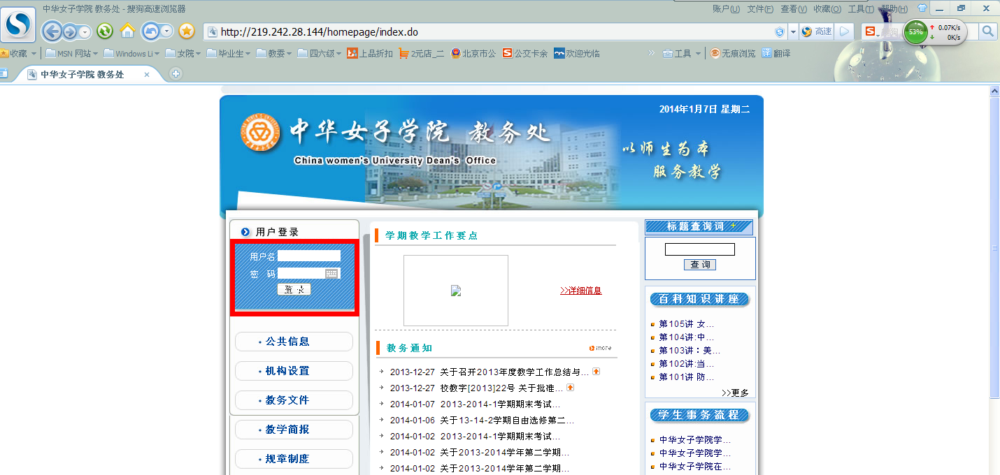 中华女子学院 教务处 - 搜狗高速浏览器
账户(U) 文件(F) 查看(V) 收藏(O) 工具(T) 帮助(H)
http://219.242.28.144/homepage/index.do
高速
53%
0.07K/s
0K/s
收藏 MSN 网站 Windows Li 女院 毕业生 教委 四六级 上品折扣 2元店_二 北京市公 公交卡余 欢迎光临 工具 无痕浏览 翻译
中华女子学院 教务处
2014年1月7日 星期二
中华女子学院 教务处
China women's University Dean's Office
以师生为本
服务教学
用户登录
用户名
密 码
登 录
·公共信息
·机构设置
·教务文件
·教学简报
·规章制度
学期教学工作要点
>>详细信息
教务通知
more
2013-12-27 关于召开2013年度教学工作总结与...
2013-12-27 校教字[2013]22号 关于批准...
2014-01-07 2013-2014-1学期期末考试...
2014-01-06 关于13-14-2学期自由选修第二...
2014-01-02 2013-2014-1学期期末考试...
2014-01-02 关于2013-2014学年第二学期...
2014-01-02 关于2013-2014学年第二学期...
标题查询词
查 询
百科知识讲座
第105讲 女...
第104讲:中...
第103讲：美...
第102讲:当...
第101讲 防...
>>更多
学生事务流程
中华女子学院学...
中华女子学院学...
中华女子学院在...